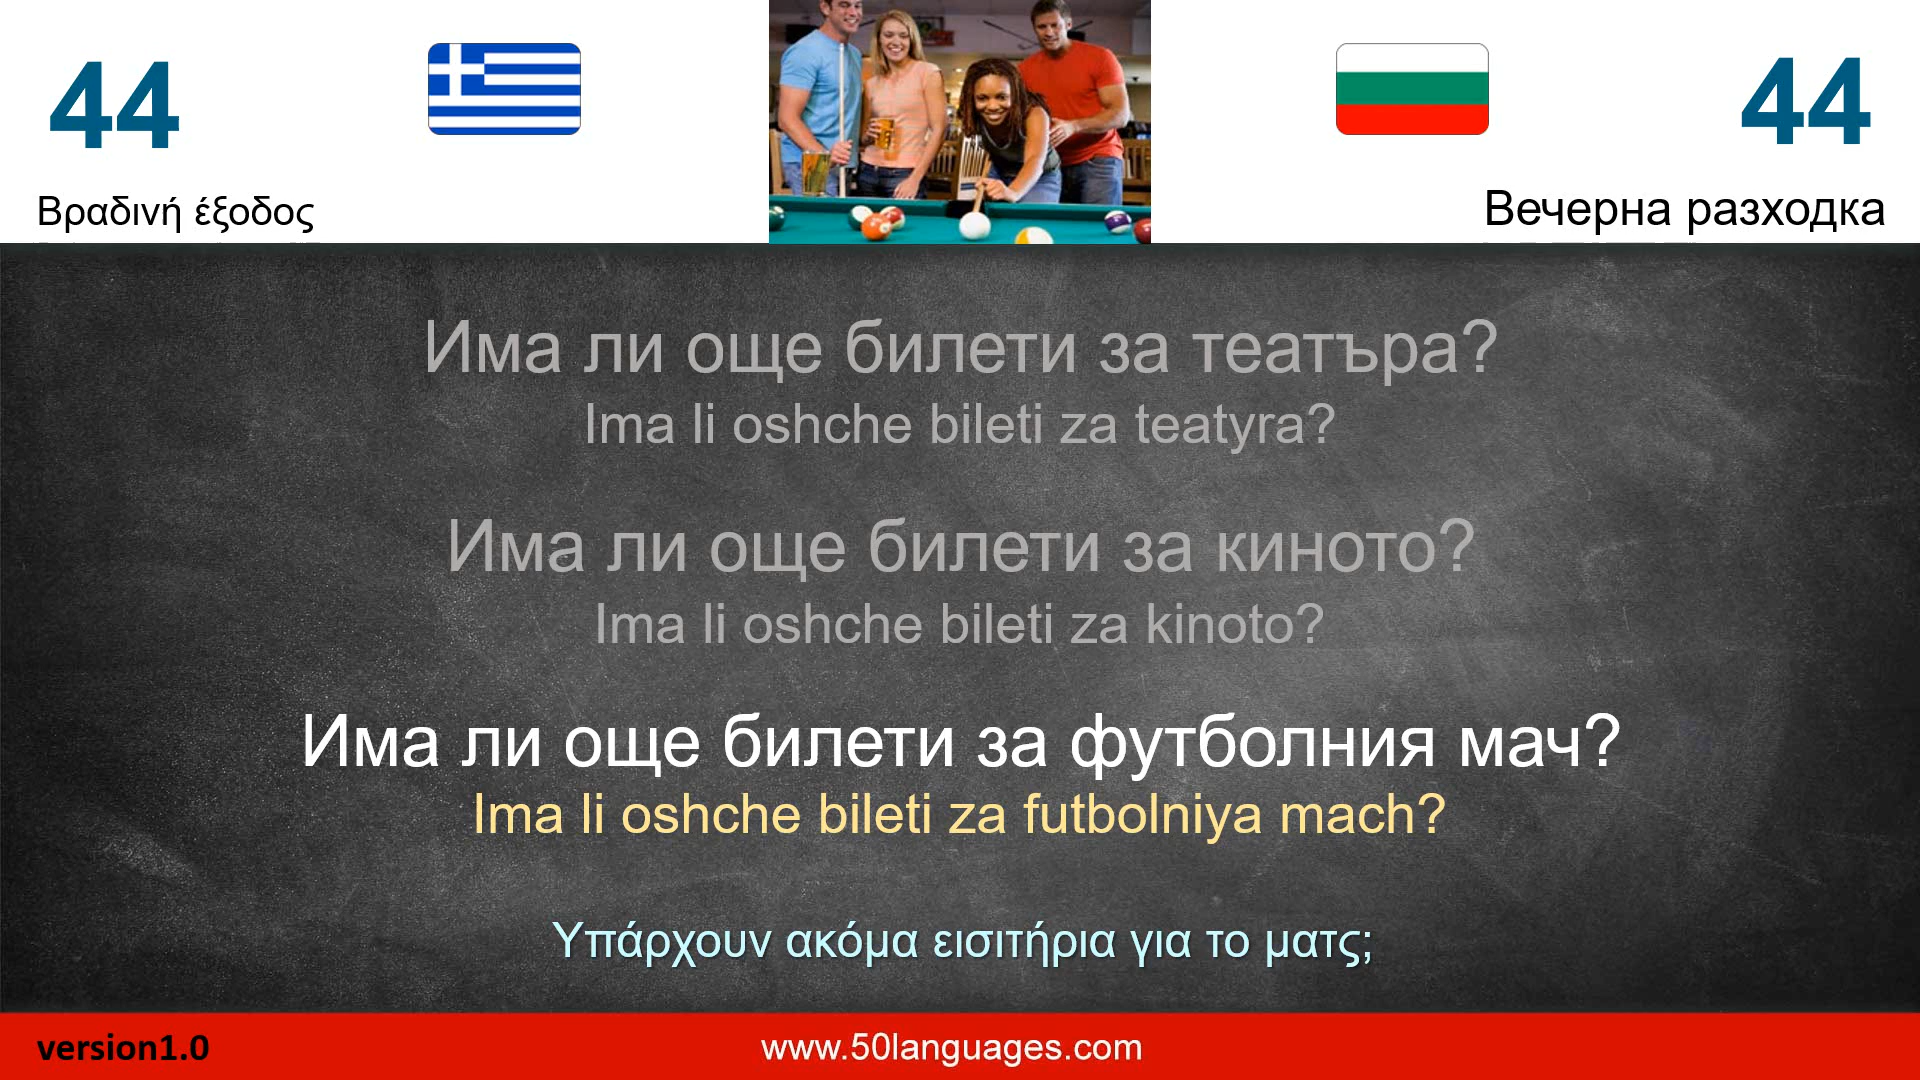 44
44
Βραδινή έξοδος
Вечерна разходка
Има ли още билети за театъра?
Ima li oshche bileti za teatyra?
Има ли още билети за киното?
Ima li oshche bileti za kinoto?
Има ли още билети за футболния мач?
Ima li oshche bileti za futbolniya mach?
Υπάρχουν ακόμα εισιτήρια για το ματς;
version1.0
www.50languages.com